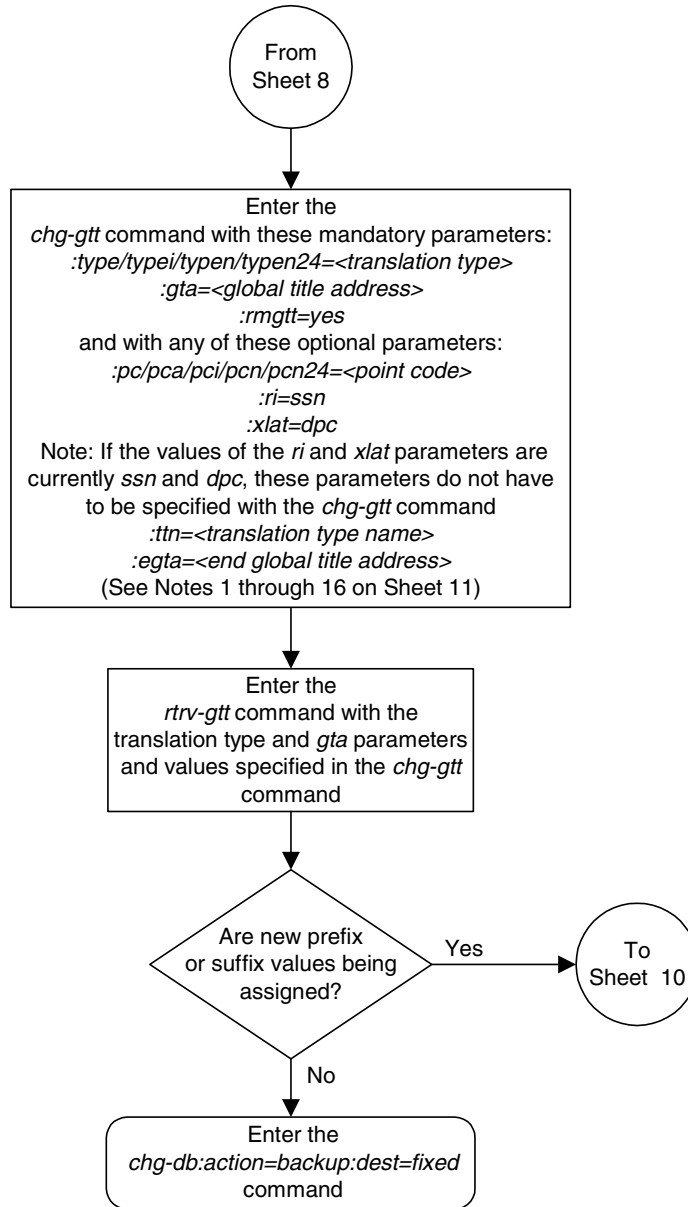 From
Sheet 8
Enter the
chg-gtt command with these mandatory parameters:
:type/typei/typen/typen24=<translation type>
:gta=<global title address>
:rmgtt=yes
and with any of these optional parameters:
:pc/pca/pci/pcn/pcn24=<point code>
:ri=ssn
:xlat=dpc
Note: If the values of the ri and xlat parameters are
currently ssn and dpc, these parameters do not have
to be specified with the chg-gtt command
:ttn=<translation type name>
:egta=<end global title address>
(See Notes 1 through 16 on Sheet 11)
Enter the
rtrv-gtt command with the
translation type and gta parameters
and values specified in the chg-gtt
command
Are new prefix
or suffix values being
assigned?
Yes
To
Sheet 10
No
Enter the
chg-db:action=backup:dest=fixed
command